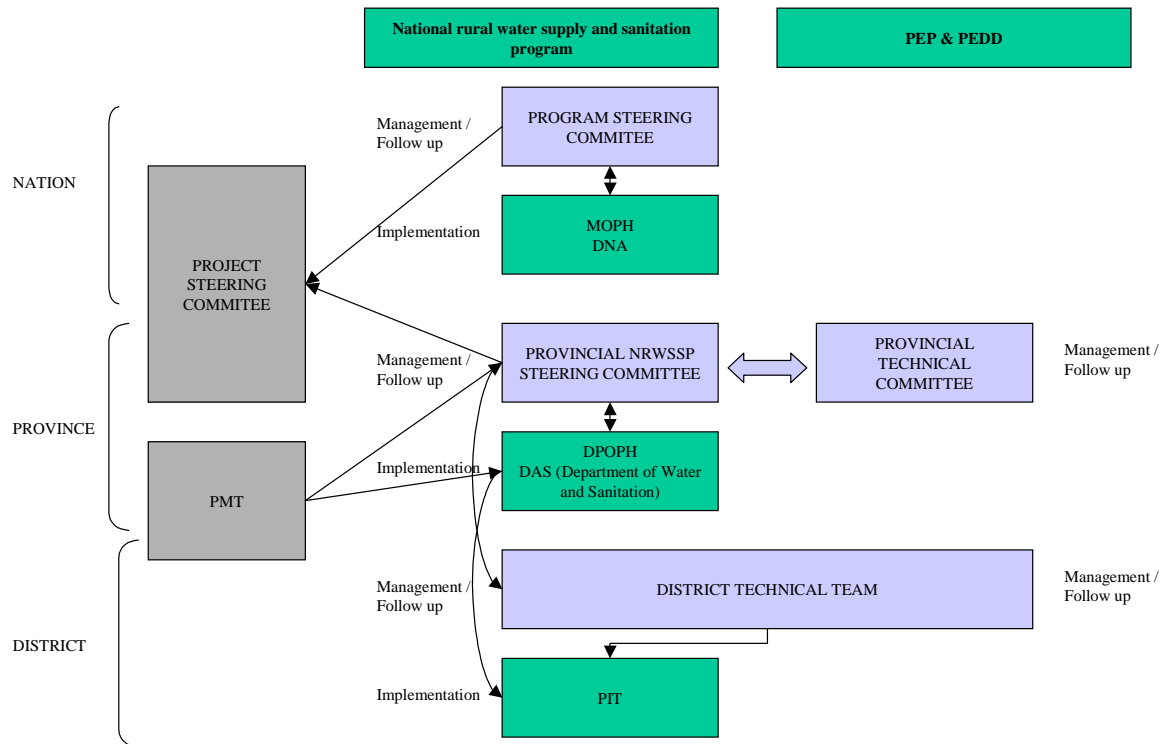 National rural water supply and sanitation
program
PEP & PEDD
NATION
Management /
Follow up
PROGRAM STEERING
COMMITEE
Implementation
MOPH
DNA
PROJECT
STEERING
COMMITEE
PROVINCE
Management /
Follow up
PROVINCIAL NRWSSP
STEERING COMMITTEE
PROVINCIAL
TECHNICAL
COMMITTEE
Management /
Follow up
PMT
Implementation
DPOPH
DAS (Department of Water
and Sanitation)
DISTRICT
Management /
Follow up
DISTRICT TECHNICAL TEAM
Management /
Follow up
Implementation
PIT